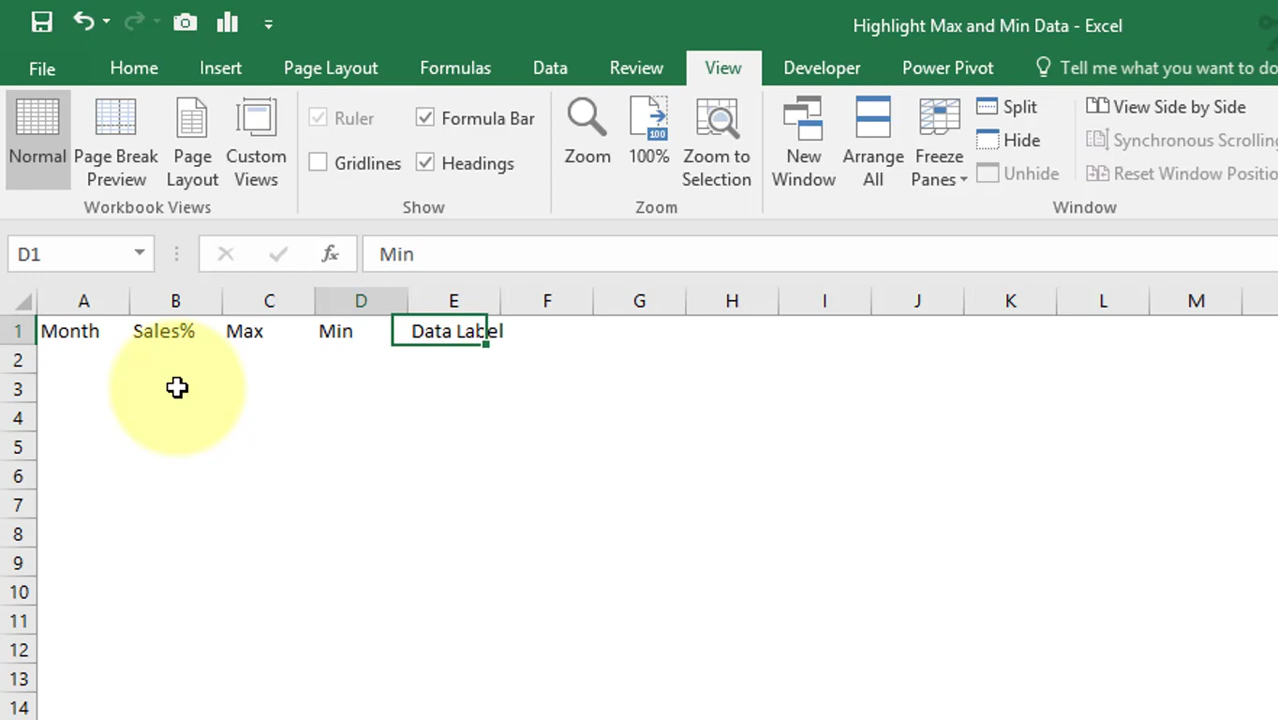 Highlight Max and Min Data - Excel
File Home Insert Page Layout Formulas Data Review View Developer Power Pivot Tell me what you want to do
Normal
Page Break Preview
Page Layout
Custom Views
Workbook Views
Ruler
Formula Bar
Gridlines
Headings
Show
Zoom
100
100%
Zoom to Selection
Zoom
New Window
Arrange All
Freeze Panes
Split
Hide
Unhide
View Side by Side
Synchronous Scrolling
Reset Window Positio
Window
D1 fx Min
A B C D E F G H I J K L M
1 Month Sales% Max Min Data Label
2
3
4
5
6
7
8
9
10
11
12
13
14